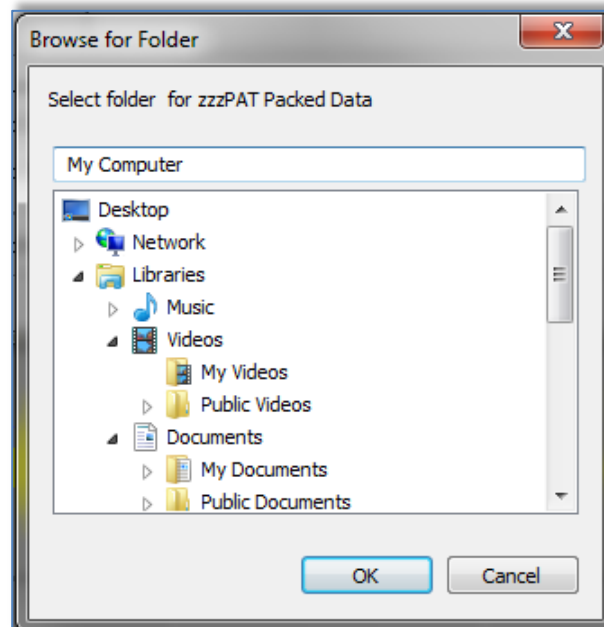 Browse for Folder
Select folder for zzzPAT Packed Data
My Computer
Desktop
Network
Libraries
Music
Videos
My Videos
Public Videos
Documents
My Documents
Public Documents
OK
Cancel